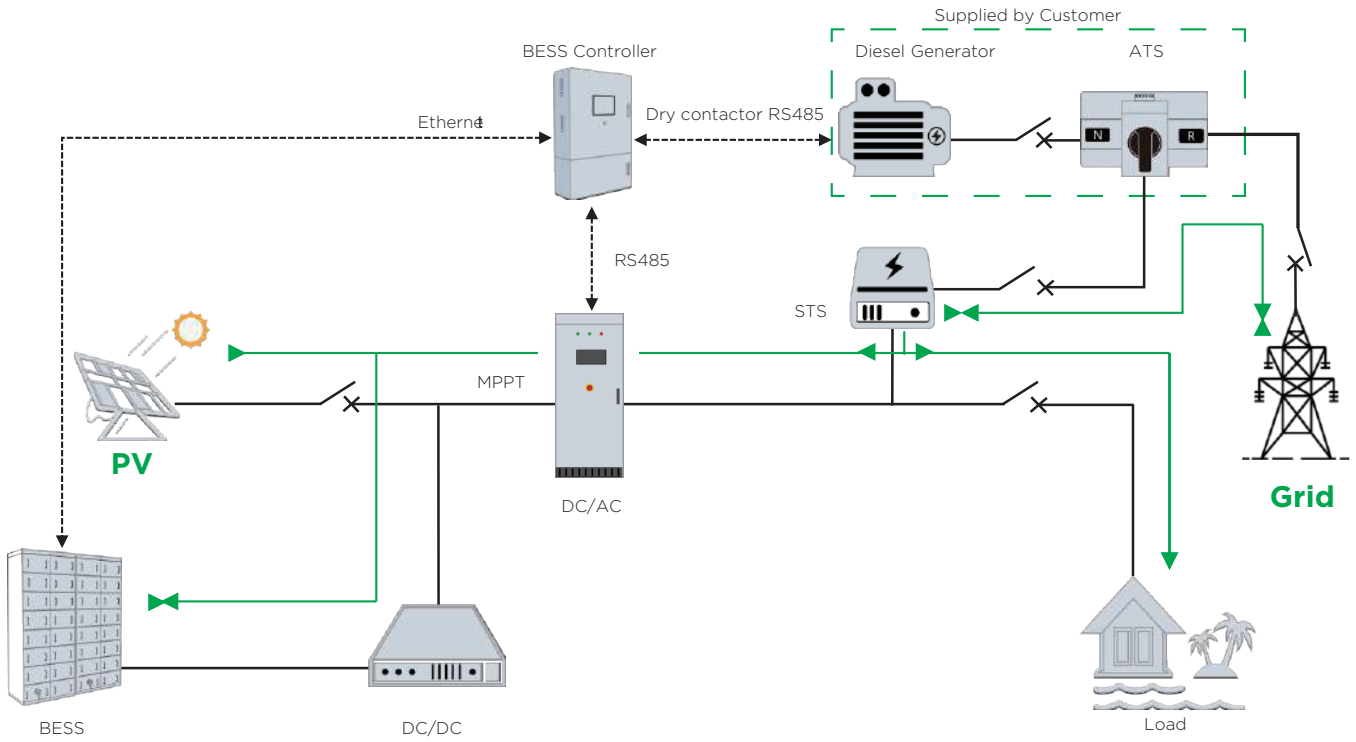 Supplied by Customer
BESS Controller
Diesel Generator
ATS
Ethernet
Dry contactor RS485
N
R
RS485
STS
MPPT
PV
DC/AC
Grid
BESS
DC/DC
Load